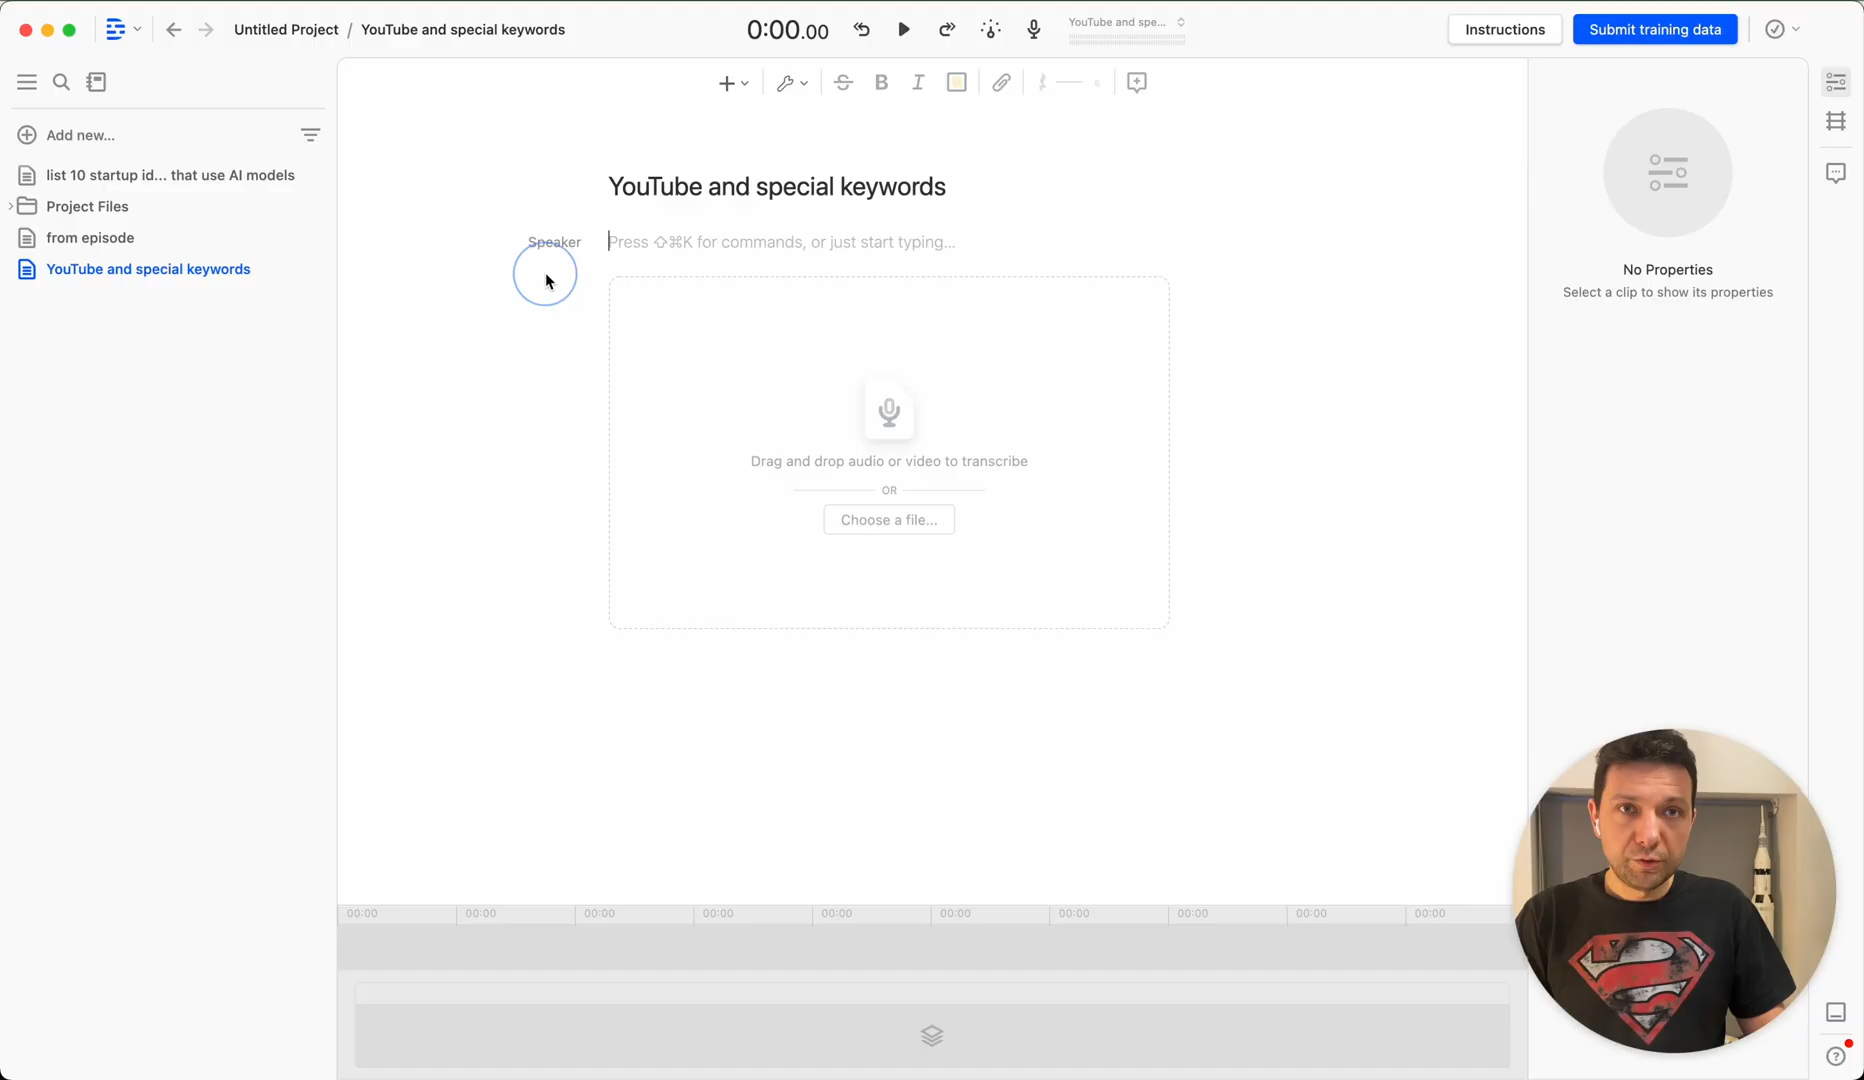 Untitled Project / YouTube and special keywords
0:00.00
YouTube and spe...
Instructions
Submit training data
Add new...
list 10 startup id... that use AI models
Project Files
from episode
YouTube and special keywords
YouTube and special keywords
Speaker
Press ⇧⌘K for commands, or just start typing...
Drag and drop audio or video to transcribe
OR
Choose a file...
No Properties
Select a clip to show its properties
00:00 00:00 00:00 00:00 00:00 00:00 00:00 00:00 00:00 00:00